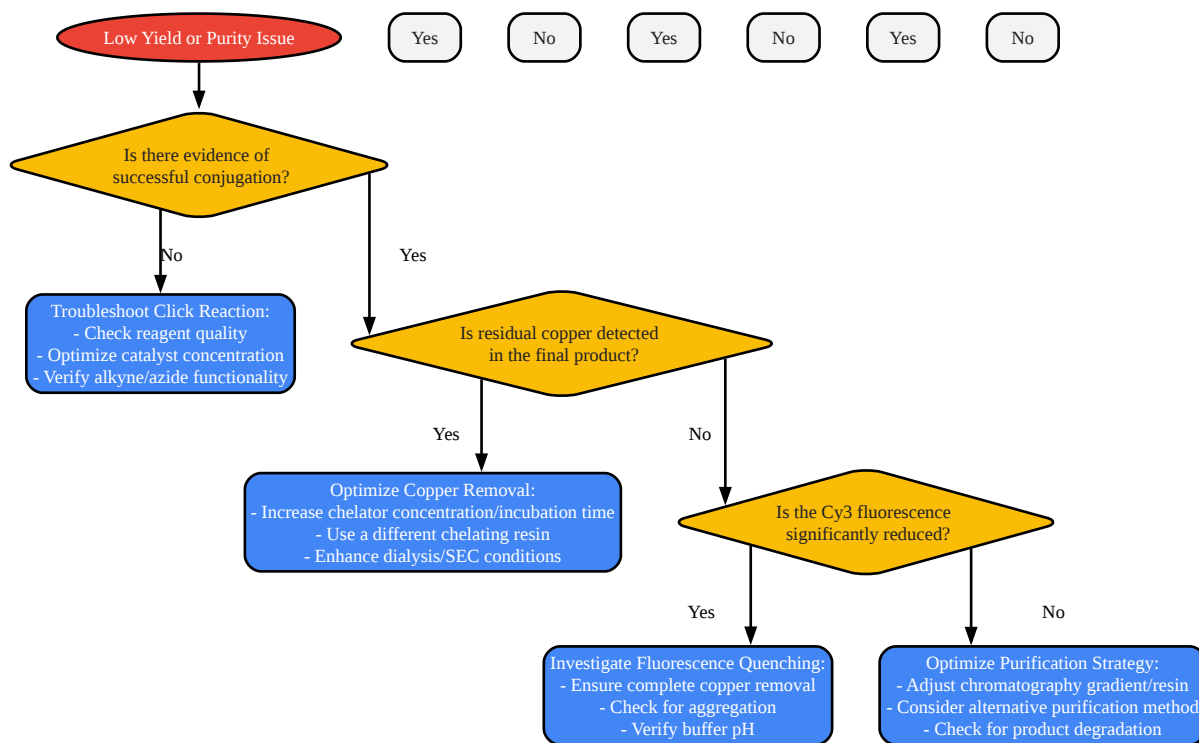 Low Yield or Purity Issue
Yes
No
Yes
No
Yes
No
Is there evidence of
successful conjugation?
No
Yes
Troubleshoot Click Reaction:
- Check reagent quality
- Optimize catalyst concentration
- Verify alkyne/azide functionality
Is residual copper detected
in the final product?
Yes
No
Optimize Copper Removal:
- Increase chelator concentration/incubation time
- Use a different chelating resin
- Enhance dialysis/SEC conditions
Is the Cy3 fluorescence
significantly reduced?
Yes
No
Investigate Fluorescence Quenching:
- Ensure complete copper removal
- Check for aggregation
- Verify buffer pH
Optimize Purification Strategy:
- Adjust chromatography gradient/resin
- Consider alternative purification method
- Check for product degradation